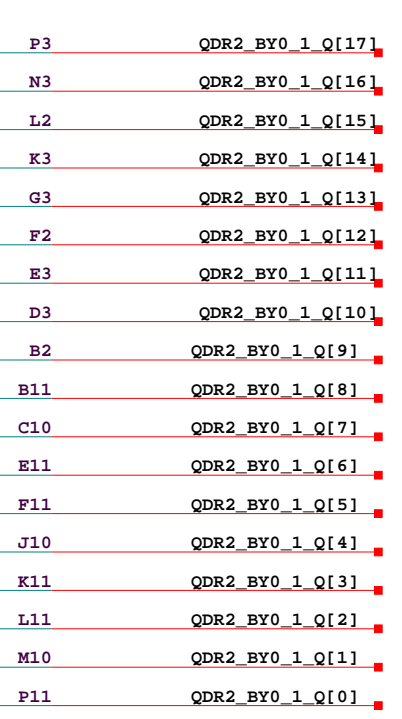 P3 QDR2_BY0_1_Q[17]
N3 QDR2_BY0_1_Q[16]
L2 QDR2_BY0_1_Q[15]
K3 QDR2_BY0_1_Q[14]
G3 QDR2_BY0_1_Q[13]
F2 QDR2_BY0_1_Q[12]
E3 QDR2_BY0_1_Q[11]
D3 QDR2_BY0_1_Q[10]
B2 QDR2_BY0_1_Q[9]
B11 QDR2_BY0_1_Q[8]
C10 QDR2_BY0_1_Q[7]
E11 QDR2_BY0_1_Q[6]
F11 QDR2_BY0_1_Q[5]
J10 QDR2_BY0_1_Q[4]
K11 QDR2_BY0_1_Q[3]
L11 QDR2_BY0_1_Q[2]
M10 QDR2_BY0_1_Q[1]
P11 QDR2_BY0_1_Q[0]